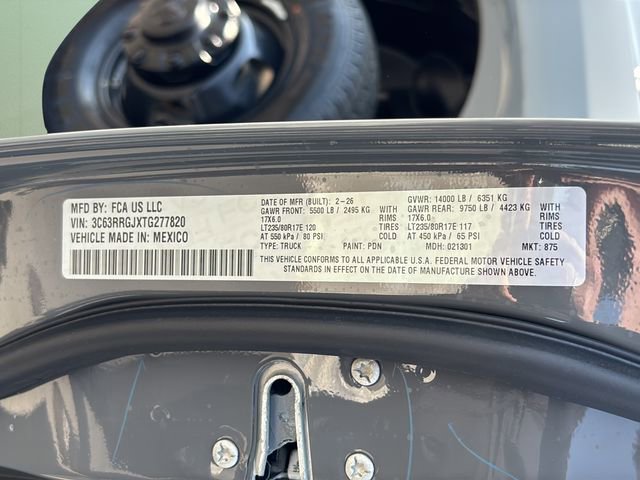 MFD BY: FCA US LLC
VIN: 3C63RRGJXTG277820
VEHICLE MADE IN: MEXICO
DATE OF MFR (BUILT): 2-26 GVWR: 14000 LB / 6351 KG
GAWR FRONT: 5500 LB / 2495 KG WITH GAWR REAR: 9750 LB / 4423 KG WITH
17X6.0 RIMS 17X6.0 RIMS
LT235/80R17E 120 TIRES LT235/80R17E 117 TIRES
AT 550 kPa / 80 PSI COLD AT 450 kPa / 65 PSI COLD
TYPE: TRUCK PAINT: PDN MDH: 021301 MKT: 875
THIS VEHICLE CONFORMS TO ALL APPLICABLE U.S.A. FEDERAL MOTOR VEHICLE SAFETY
STANDARDS IN EFFECT ON THE DATE OF MANUFACTURE SHOWN ABOVE.